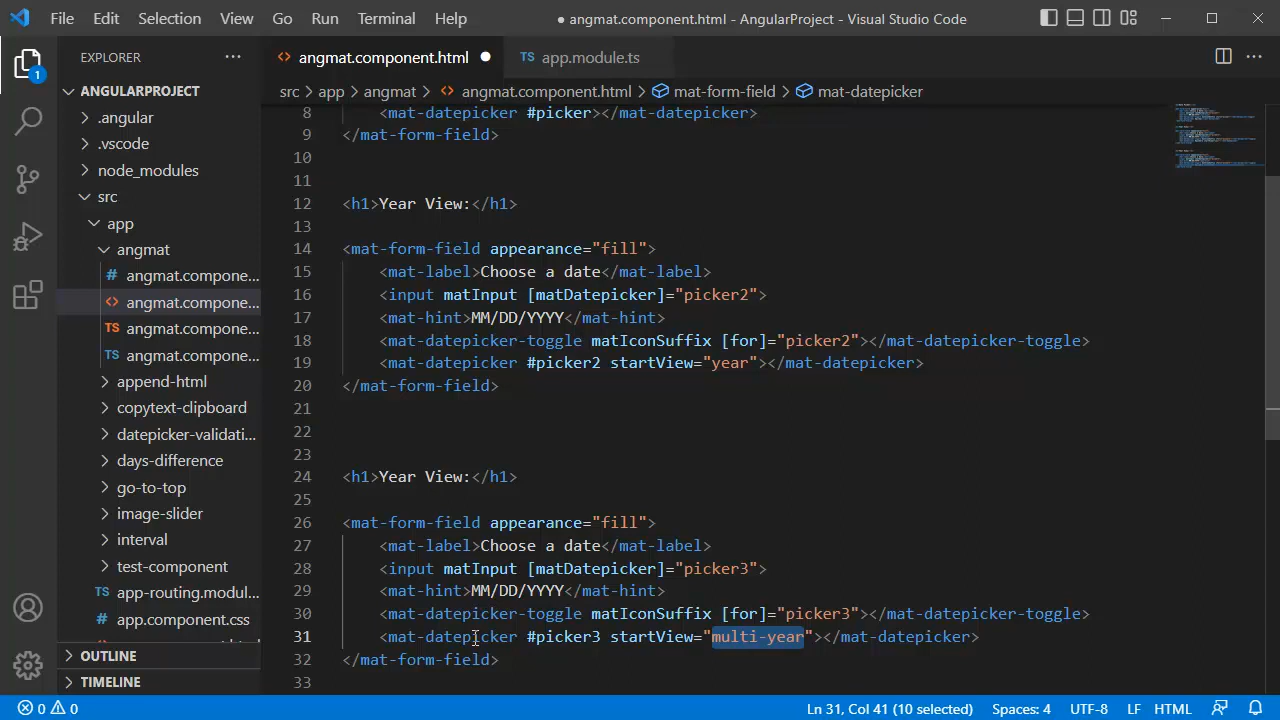 File Edit Selection View Go Run Terminal Help
● angmat.component.html - AngularProject - Visual Studio Code
EXPLORER
ANGULARPROJECT
.angular
.vscode
node_modules
src
app
angmat
# angmat.compone...
<> angmat.compone...
TS angmat.compone...
TS angmat.compone...
append-html
copytext-clipboard
datepicker-validati...
days-difference
go-to-top
image-slider
interval
test-component
TS app-routing.modul...
# app.component.css
OUTLINE
TIMELINE
1
<> angmat.component.html ●
TS app.module.ts
src > app > angmat > <> angmat.component.html > mat-form-field > mat-datepicker
8 <mat-datepicker #picker></mat-datepicker>
9 </mat-form-field>
10
11
12 <h1>Year View:</h1>
13
14 <mat-form-field appearance="fill">
15 <mat-label>Choose a date</mat-label>
16 <input matInput [matDatepicker]="picker2">
17 <mat-hint>MM/DD/YYYY</mat-hint>
18 <mat-datepicker-toggle matIconSuffix [for]="picker2"></mat-datepicker-toggle>
19 <mat-datepicker #picker2 startView="year"></mat-datepicker>
20 </mat-form-field>
21
22
23
24 <h1>Year View:</h1>
25
26 <mat-form-field appearance="fill">
27 <mat-label>Choose a date</mat-label>
28 <input matInput [matDatepicker]="picker3">
29 <mat-hint>MM/DD/YYYY</mat-hint>
30 <mat-datepicker-toggle matIconSuffix [for]="picker3"></mat-datepicker-toggle>
31 <mat-datepicker #picker3 startView="multi-year"></mat-datepicker>
32 </mat-form-field>
33
0 0
Ln 31, Col 41 (10 selected) Spaces: 4 UTF-8 LF HTML